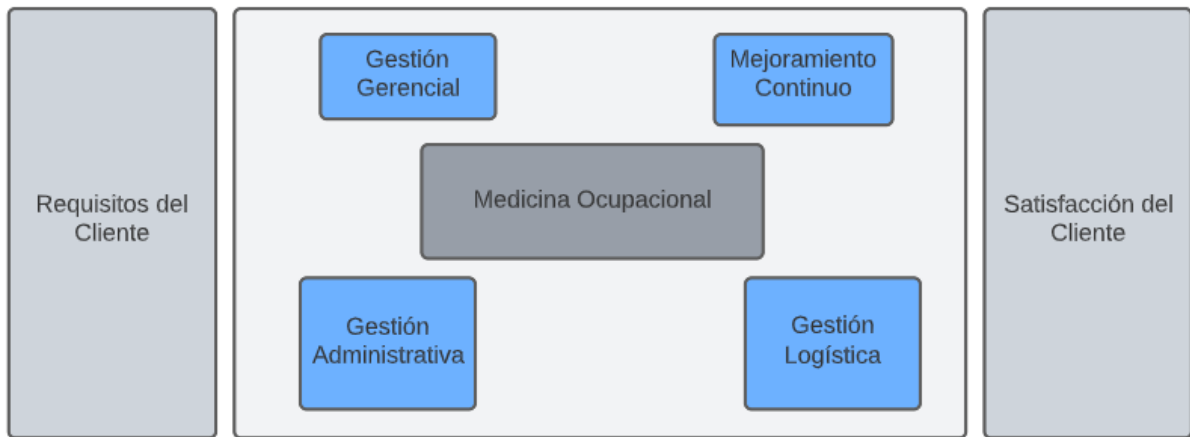 Gestión
Gerencial
Mejoramiento
Continuo
Requisitos del
Cliente
Medicina Ocupacional
Satisfacción del
Cliente
Gestión
Administrativa
Gestión
Logística